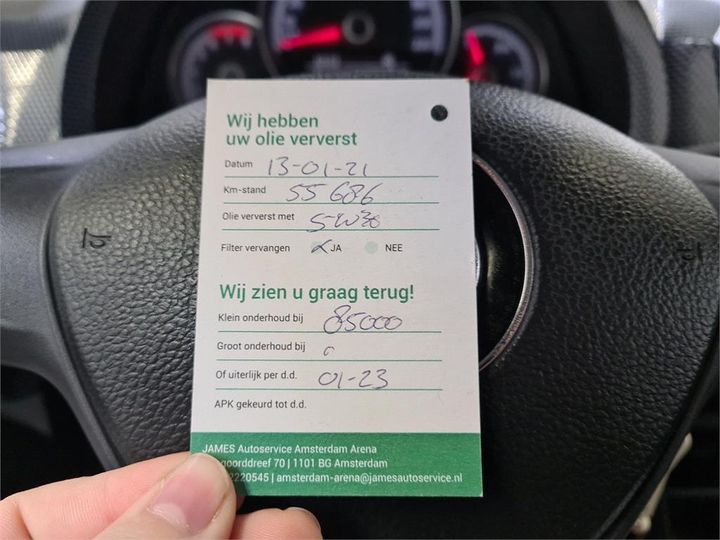 Wij hebben
uw olie ververst
Datum 13-01-21
Km-stand 55686
Olie ververst met 5W30
Filter vervangen JA NEE
Wij zien u graag terug!
Klein onderhoud bij 85000
Groot onderhoud bij
Of uiterlijk per d.d. 01-23
APK gekeurd tot d.d.
JAMES Autoservice Amsterdam Arena
70 | 1101 BG Amsterdam
2220545 | amsterdam-arena@jamesautoservice.nl